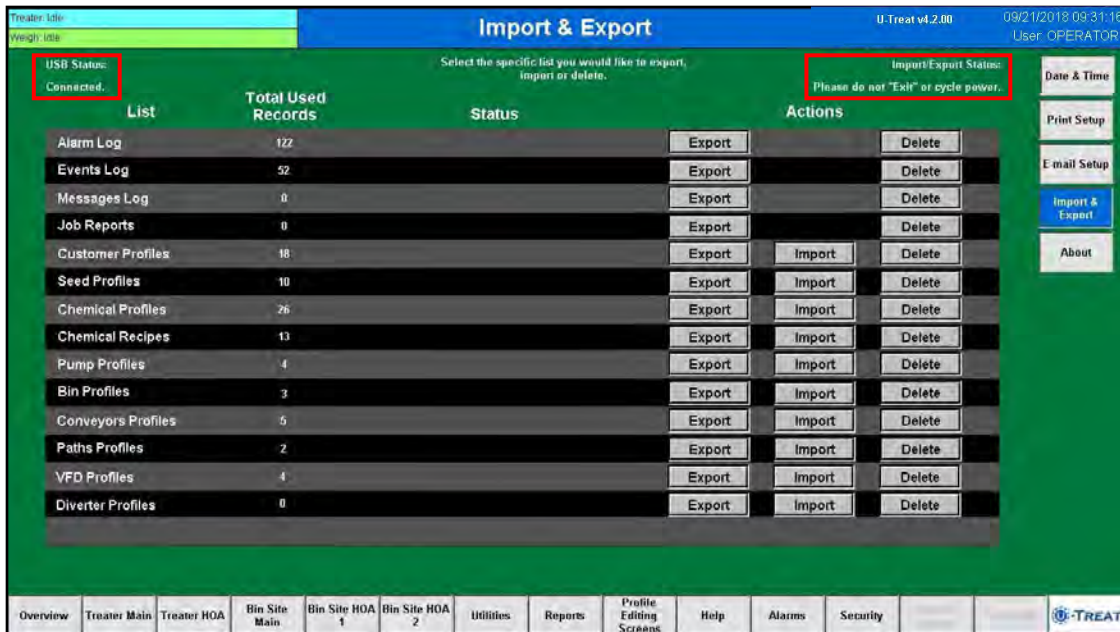 Treater: Idle
Weigh: Idle
Import & Export
U-Treat v4.2.00
09/21/2018 09:31:16
User: OPERATOR
USB Status:
Connected.
Select the specific list you would like to export,
import or delete.
Import/Export Status:
Please do not "Exit" or cycle power.
List
Total Used
Records
Status
Actions
Alarm Log 122 Export Delete
Events Log 52 Export Delete
Messages Log 0 Export Delete
Job Reports 0 Export Delete
Customer Profiles 18 Export Import Delete
Seed Profiles 10 Export Import Delete
Chemical Profiles 26 Export Import Delete
Chemical Recipes 13 Export Import Delete
Pump Profiles 4 Export Import Delete
Bin Profiles 3 Export Import Delete
Conveyors Profiles 5 Export Import Delete
Paths Profiles 2 Export Import Delete
VFD Profiles 4 Export Import Delete
Diverter Profiles 0 Export Import Delete
Date & Time
Print Setup
E-mail Setup
Import &
Export
About
Overview
Treater Main
Treater HOA
Bin Site
Main
Bin Site HOA
1
Bin Site HOA
2
Utilities
Reports
Profile
Editing
Screens
Help
Alarms
Security
U-TREAT